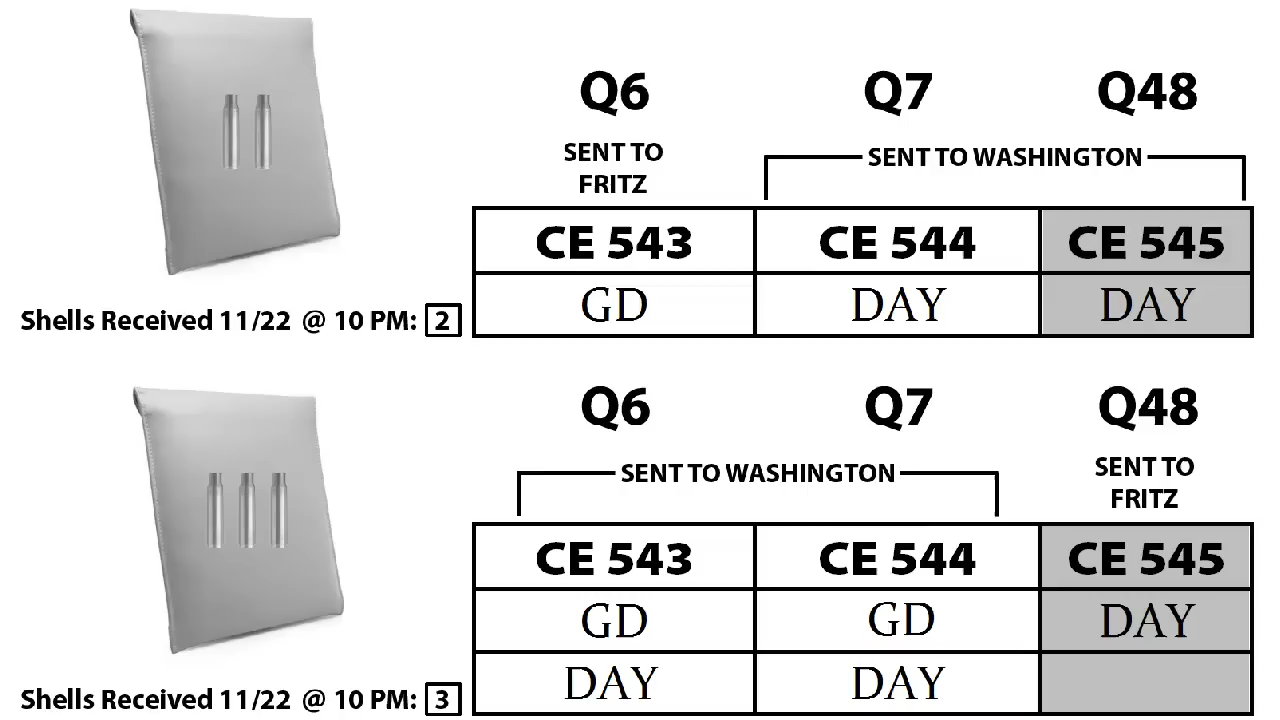 Q6 Q7 Q48
SENT TO
FRITZ
SENT TO WASHINGTON
CE 543 CE 544 CE 545
GD DAY DAY
Shells Received 11/22 @ 10 PM: 2
Q6 Q7 Q48
SENT TO WASHINGTON
SENT TO
FRITZ
CE 543 CE 544 CE 545
GD GD DAY
DAY DAY
Shells Received 11/22 @ 10 PM: 3